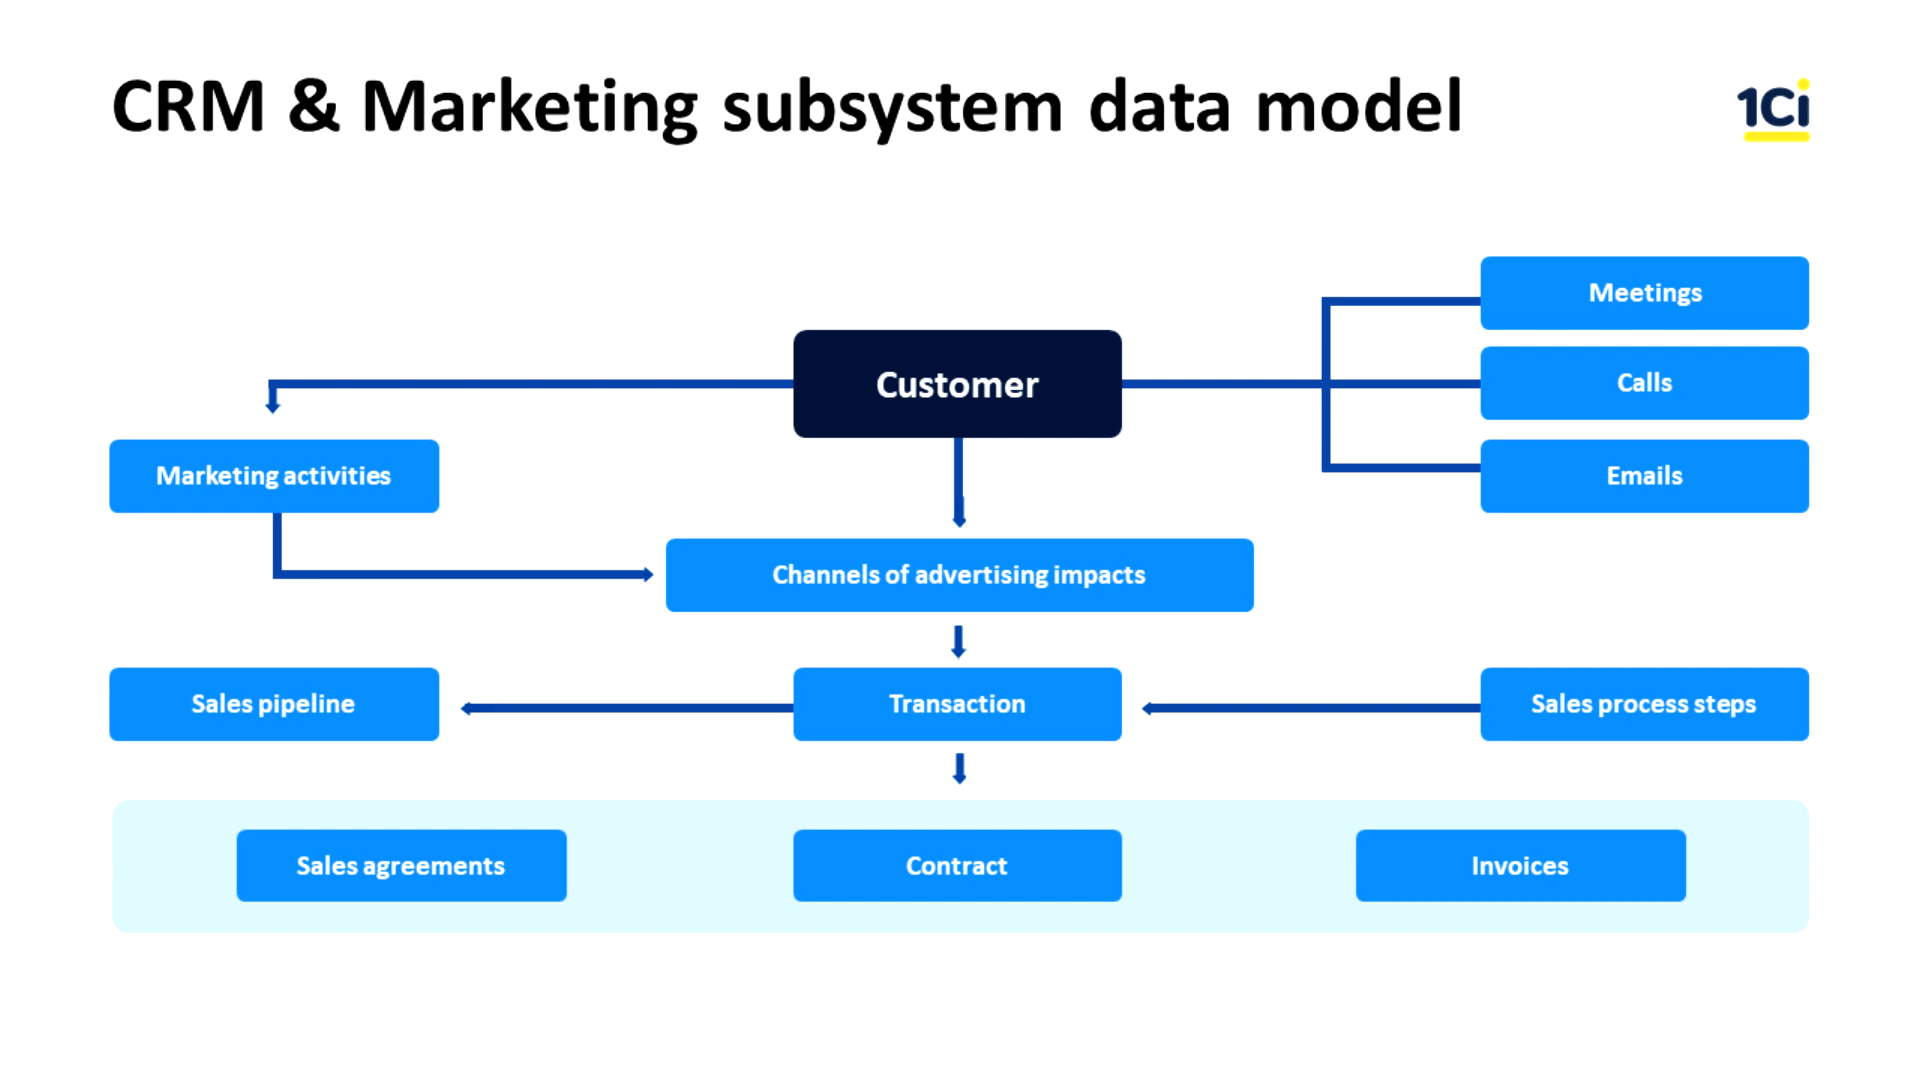 CRM & Marketing subsystem data model
1Ci
Meetings
Customer
Calls
Marketing activities
Emails
Channels of advertising impacts
Sales pipeline
Transaction
Sales process steps
Sales agreements
Contract
Invoices